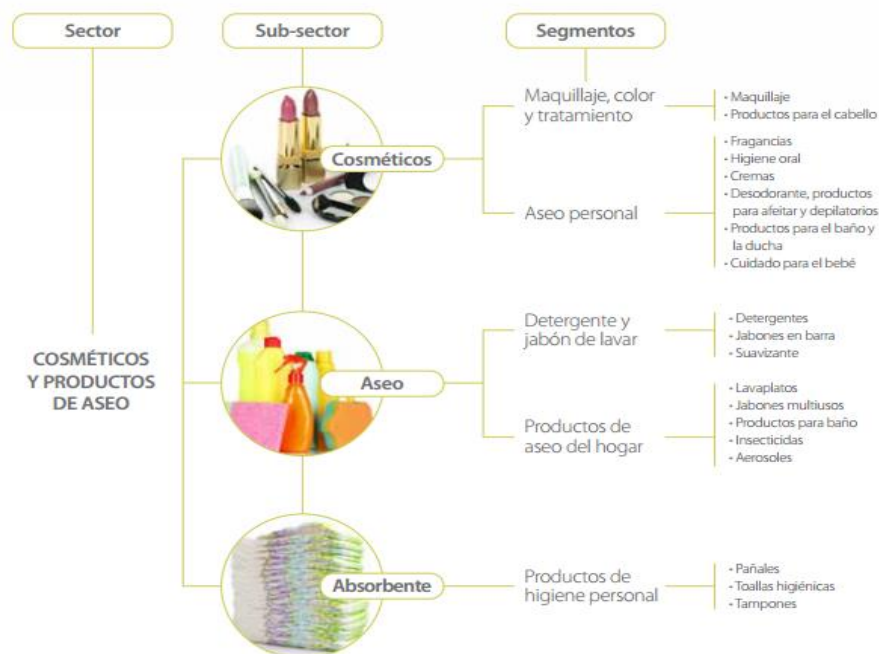 Sector
Sub-sector
Segmentos
COSMÉTICOS
Y PRODUCTOS
DE ASEO
Cosméticos
Maquillaje, color
y tratamiento
• Maquillaje
• Productos para el cabello
Aseo personal
• Fragancias
• Higiene oral
• Cremas
• Desodorante, productos
para afeitar y depilatorios
• Productos para el baño y
la ducha
• Cuidado para el bebé
Aseo
Detergente y
jabón de lavar
• Detergentes
• Jabones en barra
• Suavizante
Productos de
aseo del hogar
• Lavaplatos
• Jabones multiusos
• Productos para baño
• Insecticidas
• Aerosoles
Absorbente
Productos de
higiene personal
• Pañales
• Toallas higiénicas
• Tampones